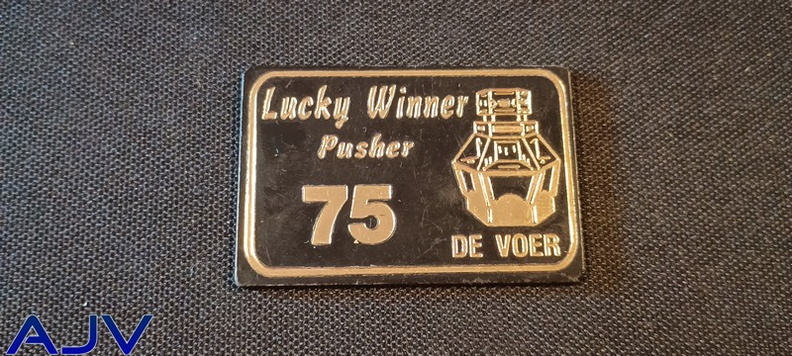 Lucky Winner
Pusher
75
DE VOER
AJV